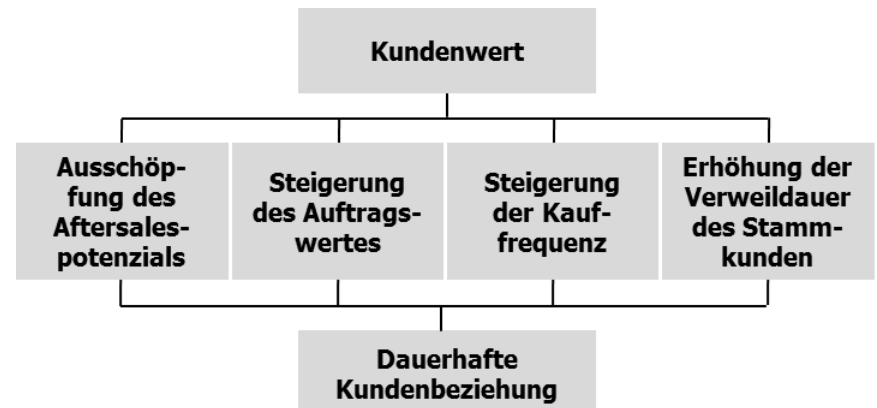 Kundenwert
Ausschöp-
fung des
Aftersales-
potenzials
Steigerung
des Auftrags-
wertes
Steigerung
der Kauf-
frequenz
Erhöhung der
Verweildauer
des Stamm-
kunden
Dauerhafte
Kundenbeziehung